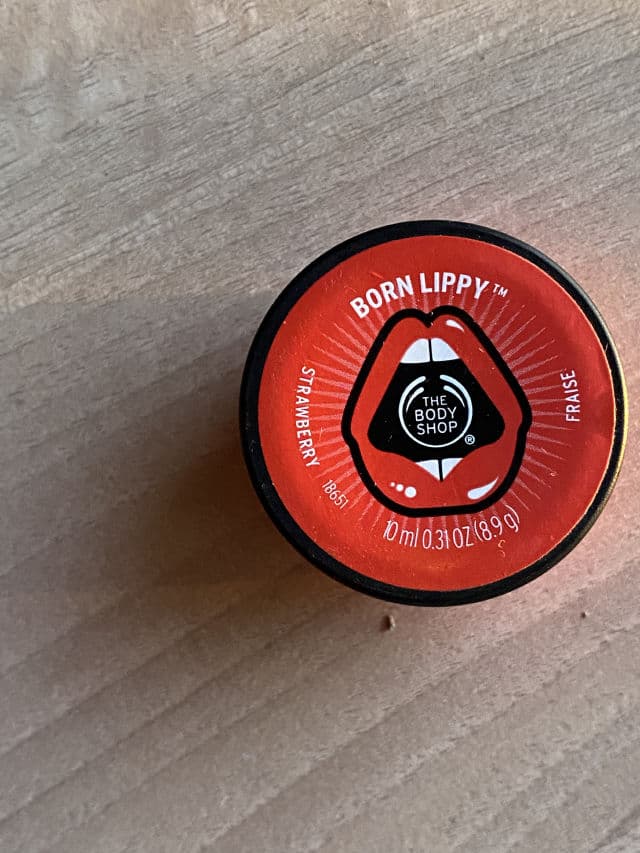 BORN LIPPY™
STRAWBERRY
18651
THE
BODY
SHOP
®
FRAISE
10 ml 0.31 OZ (8.9 g)